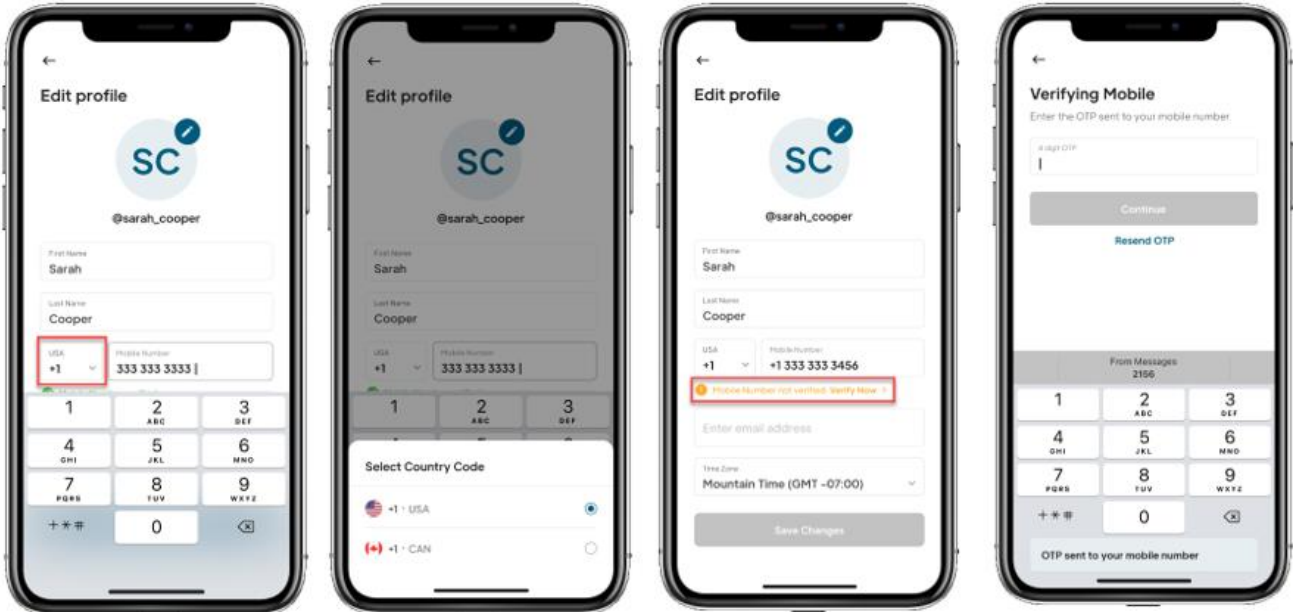 Edit profile
SC
@sarah_cooper
First Name
Sarah
Last Name
Cooper
USA
+1
Mobile Number
333 333 3333
1
2
ABC
3
DEF
4
GHI
5
JKL
6
MNO
7
PQRS
8
TUV
9
WXYZ
+*#
0
Edit profile
SC
@sarah_cooper
First Name
Sarah
Last Name
Cooper
USA
+1
Mobile Number
333 333 3333
1
2
ABC
3
DEF
Select Country Code
+1 · USA
+1 · CAN
Edit profile
SC
@sarah_cooper
First Name
Sarah
Last Name
Cooper
USA
+1
Mobile Number
+1 333 333 3456
Mobile Number not verified. Verify Now
Enter email address
Time Zone
Mountain Time (GMT -07:00)
Save Changes
Verifying Mobile
Enter the OTP sent to your mobile number
4 digit OTP
Continue
Resend OTP
From Messages
2156
1
2
ABC
3
DEF
4
GHI
5
JKL
6
MNO
7
PQRS
8
TUV
9
WXYZ
+*#
0
OTP sent to your mobile number